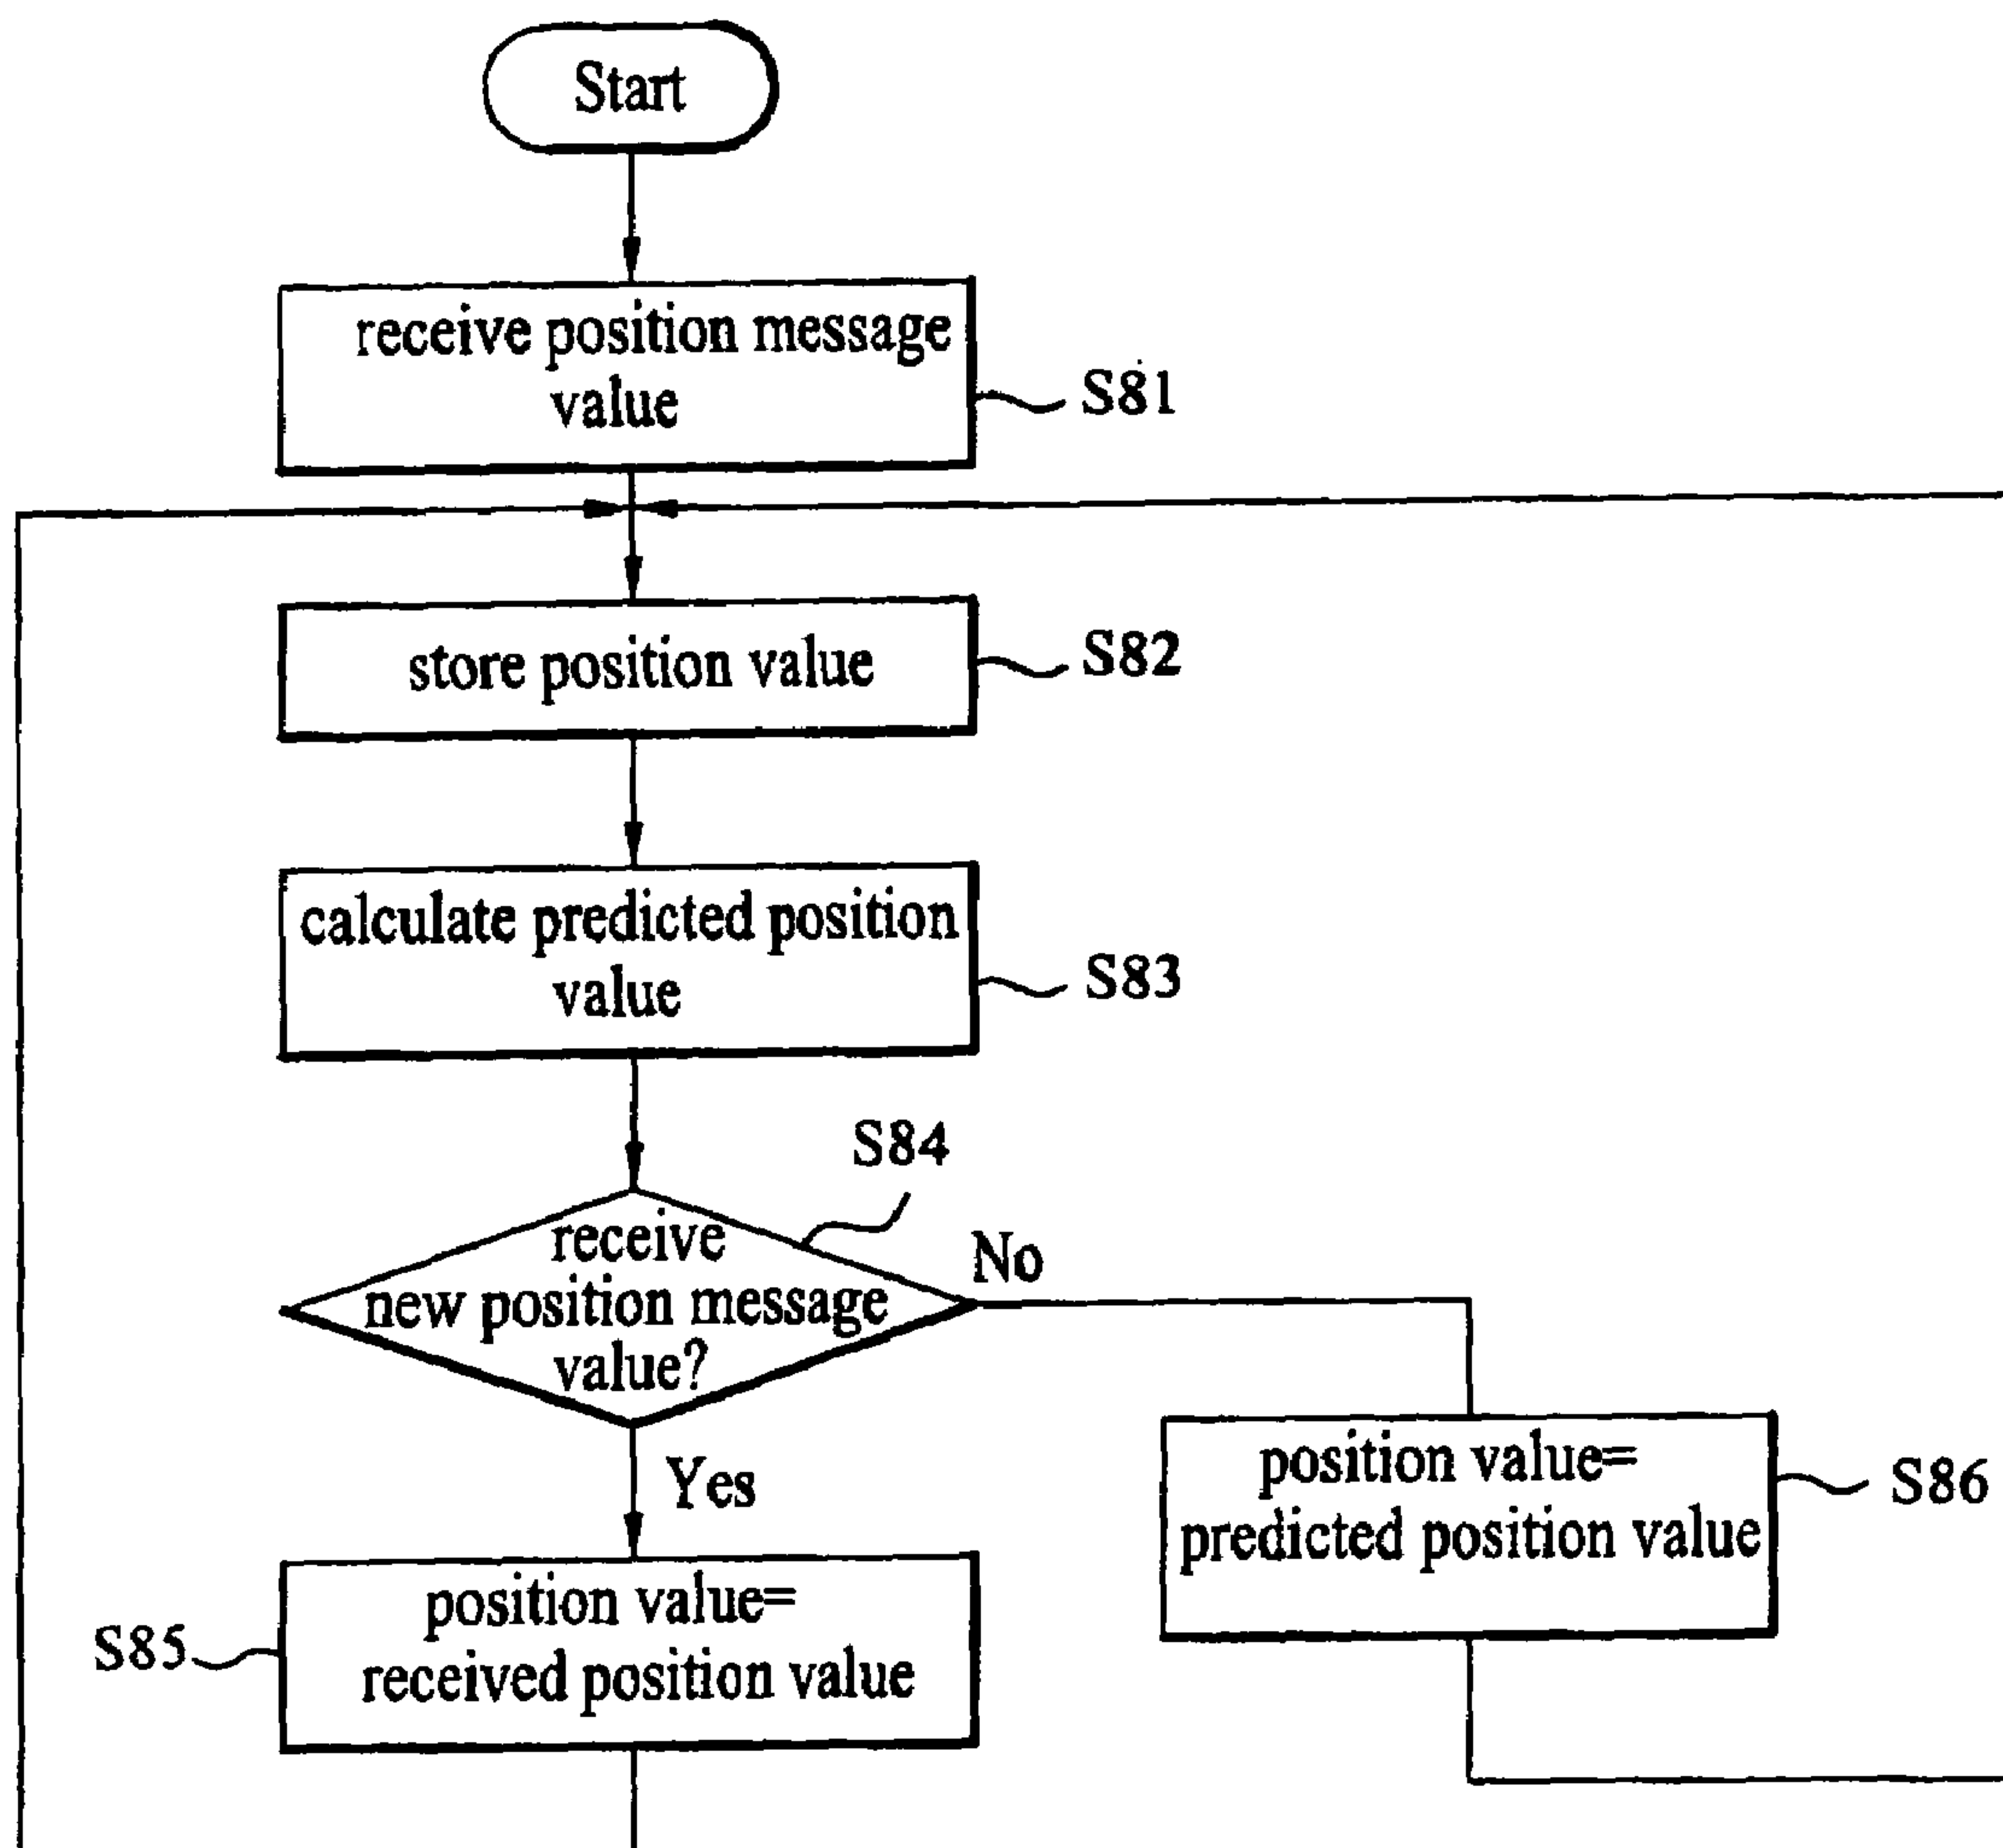 Start
receive position message
value
S81
store position value
S82
calculate predicted position
value
S83
S84
receive
new position message
value?
No
Yes
position value=
predicted position value
S86
position value=
received position value
S85